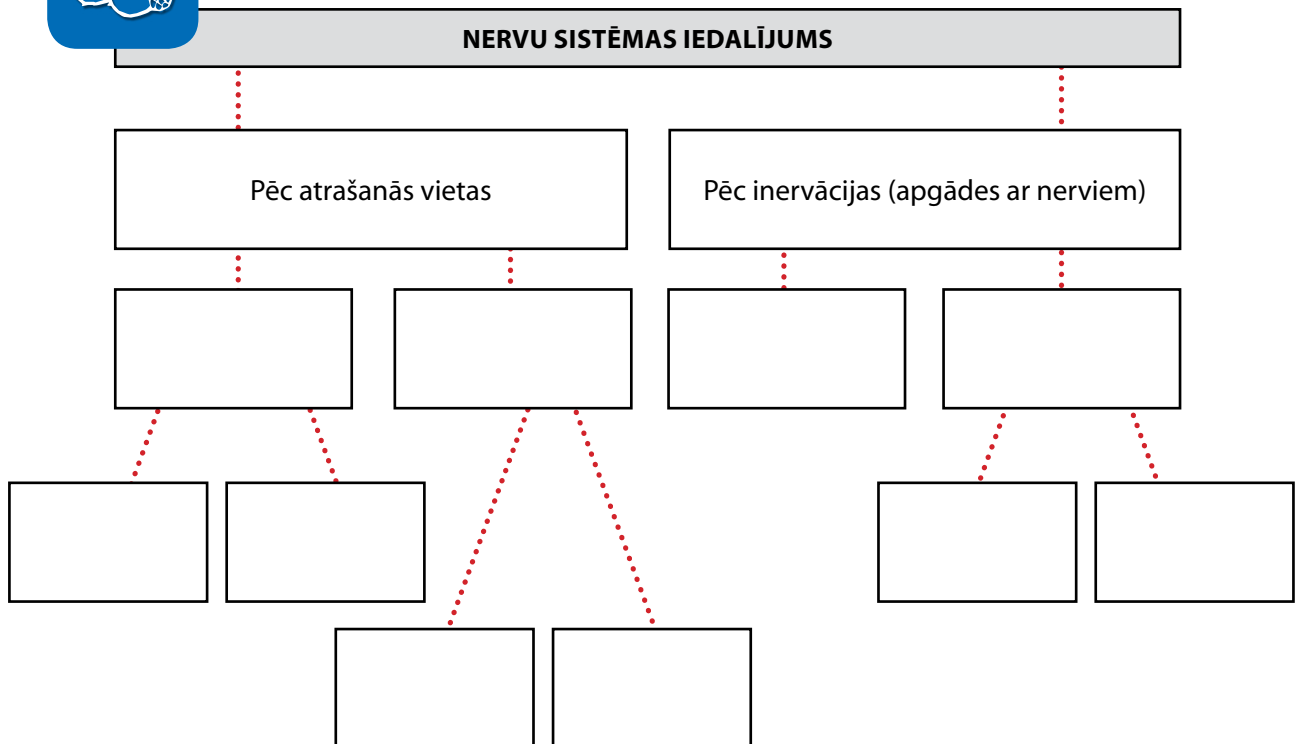 NERVU SISTĒMAS IEDALĪJUMS
Pēc atrašanās vietas
Pēc inervācijas (apgādes ar nerviem)